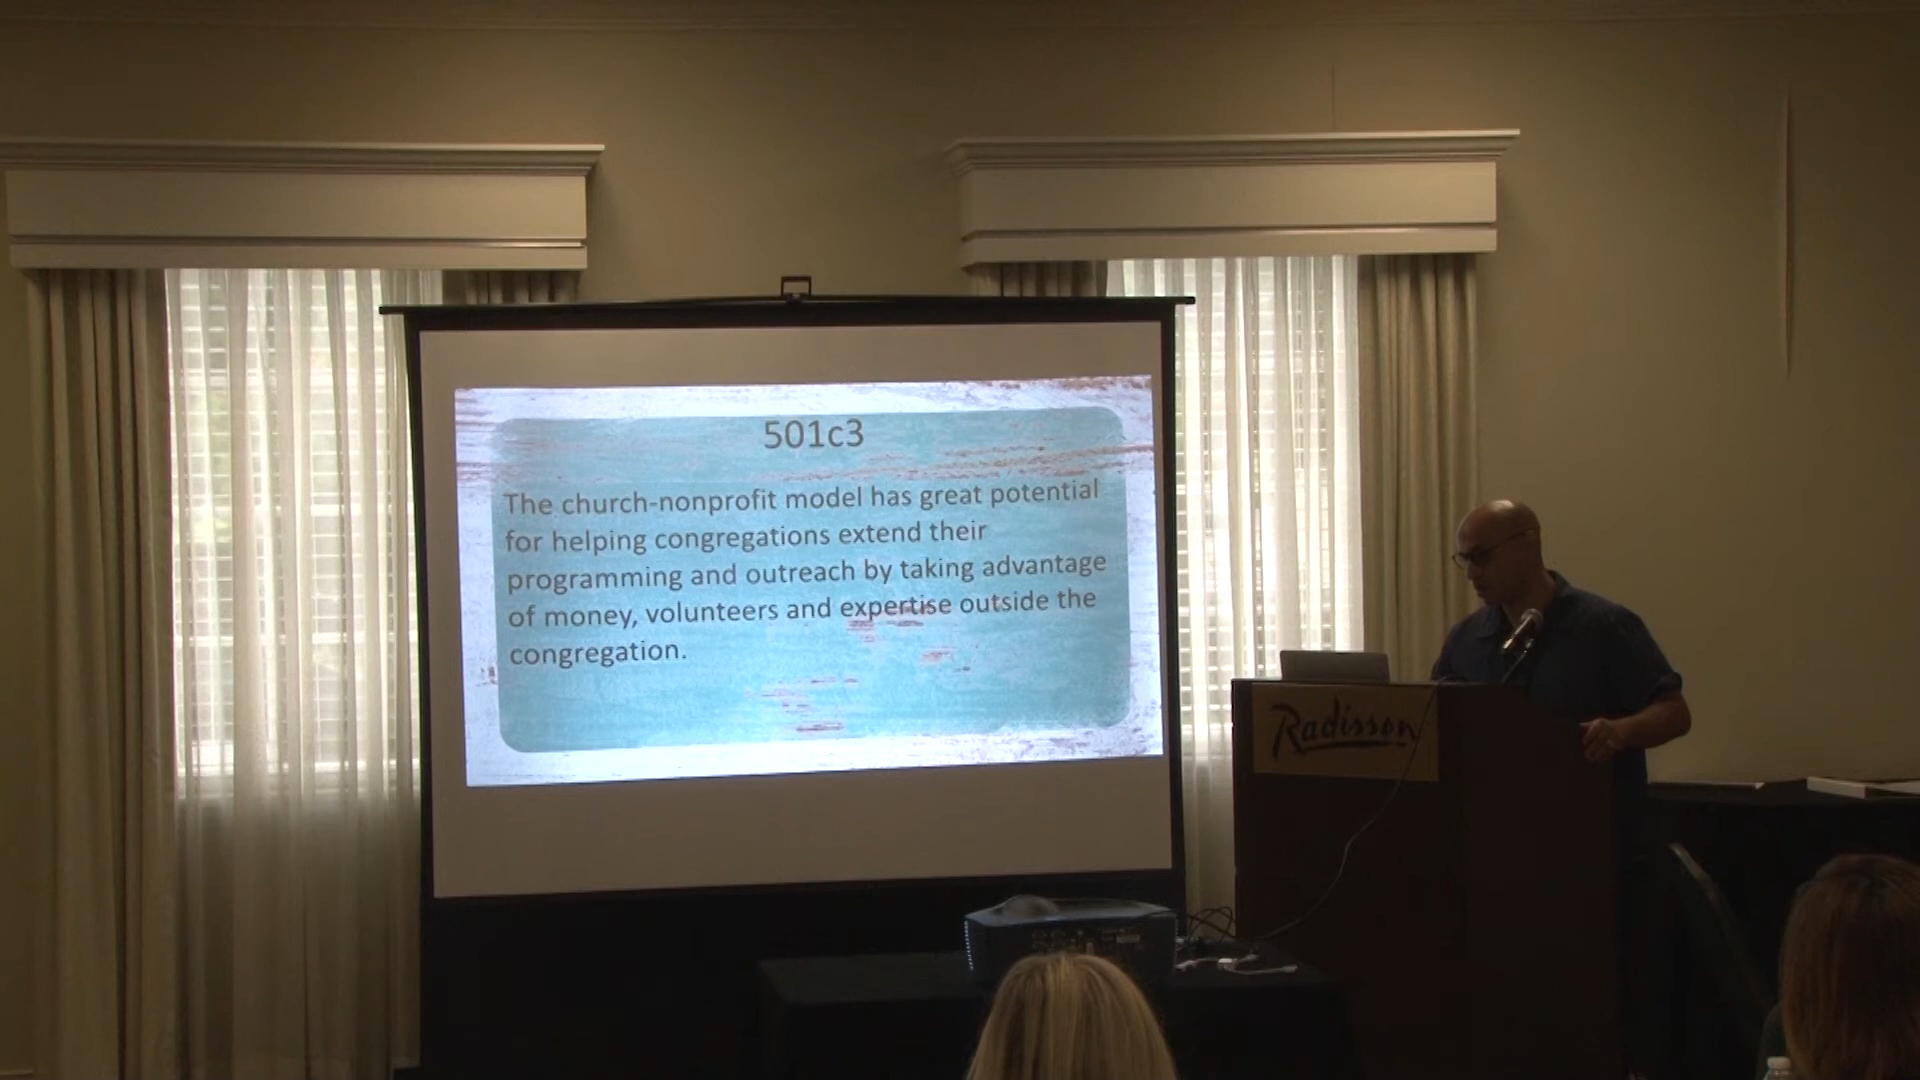 501c3
The church-nonprofit model has great potential
for helping congregations extend their
programming and outreach by taking advantage
of money, volunteers and expertise outside the
congregation.
Radisson